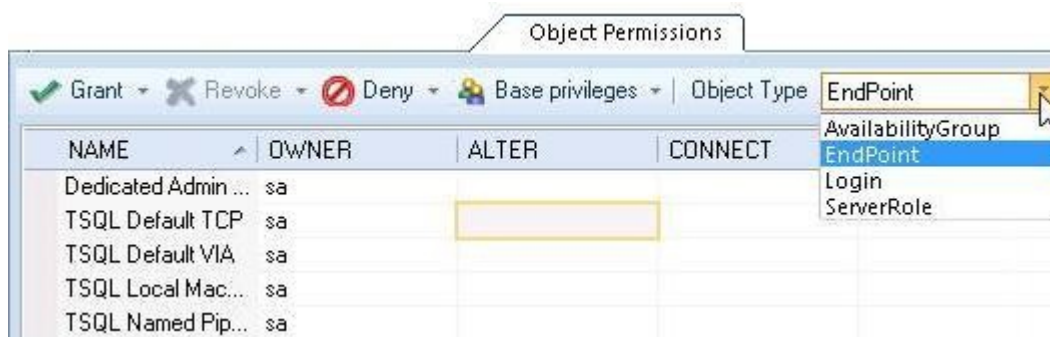 Object Permissions
Grant Revoke Deny Base privileges Object Type EndPoint
AvailabilityGroup
EndPoint
Login
ServerRole
NAME OWNER ALTER CONNECT
Dedicated Admin ... sa
TSQL Default TCP sa
TSQL Default VIA sa
TSQL Local Mac... sa
TSQL Named Pip... sa